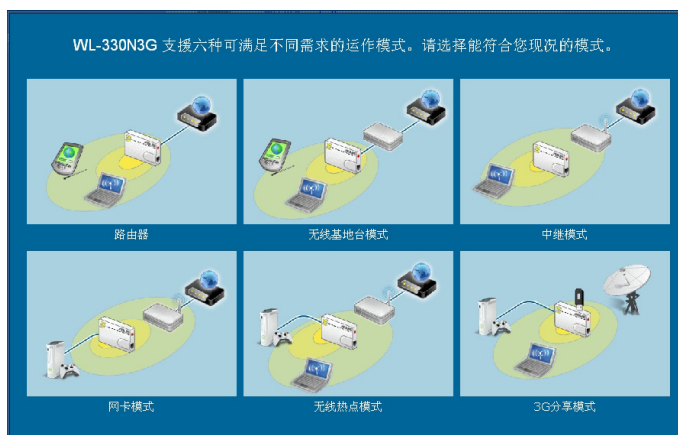 WL-330N3G 支援六种可满足不同需求的运作模式。请选择能符合您现况的模式。
路由器
无线基地台模式
中继模式
网卡模式
无线热点模式
3G分享模式